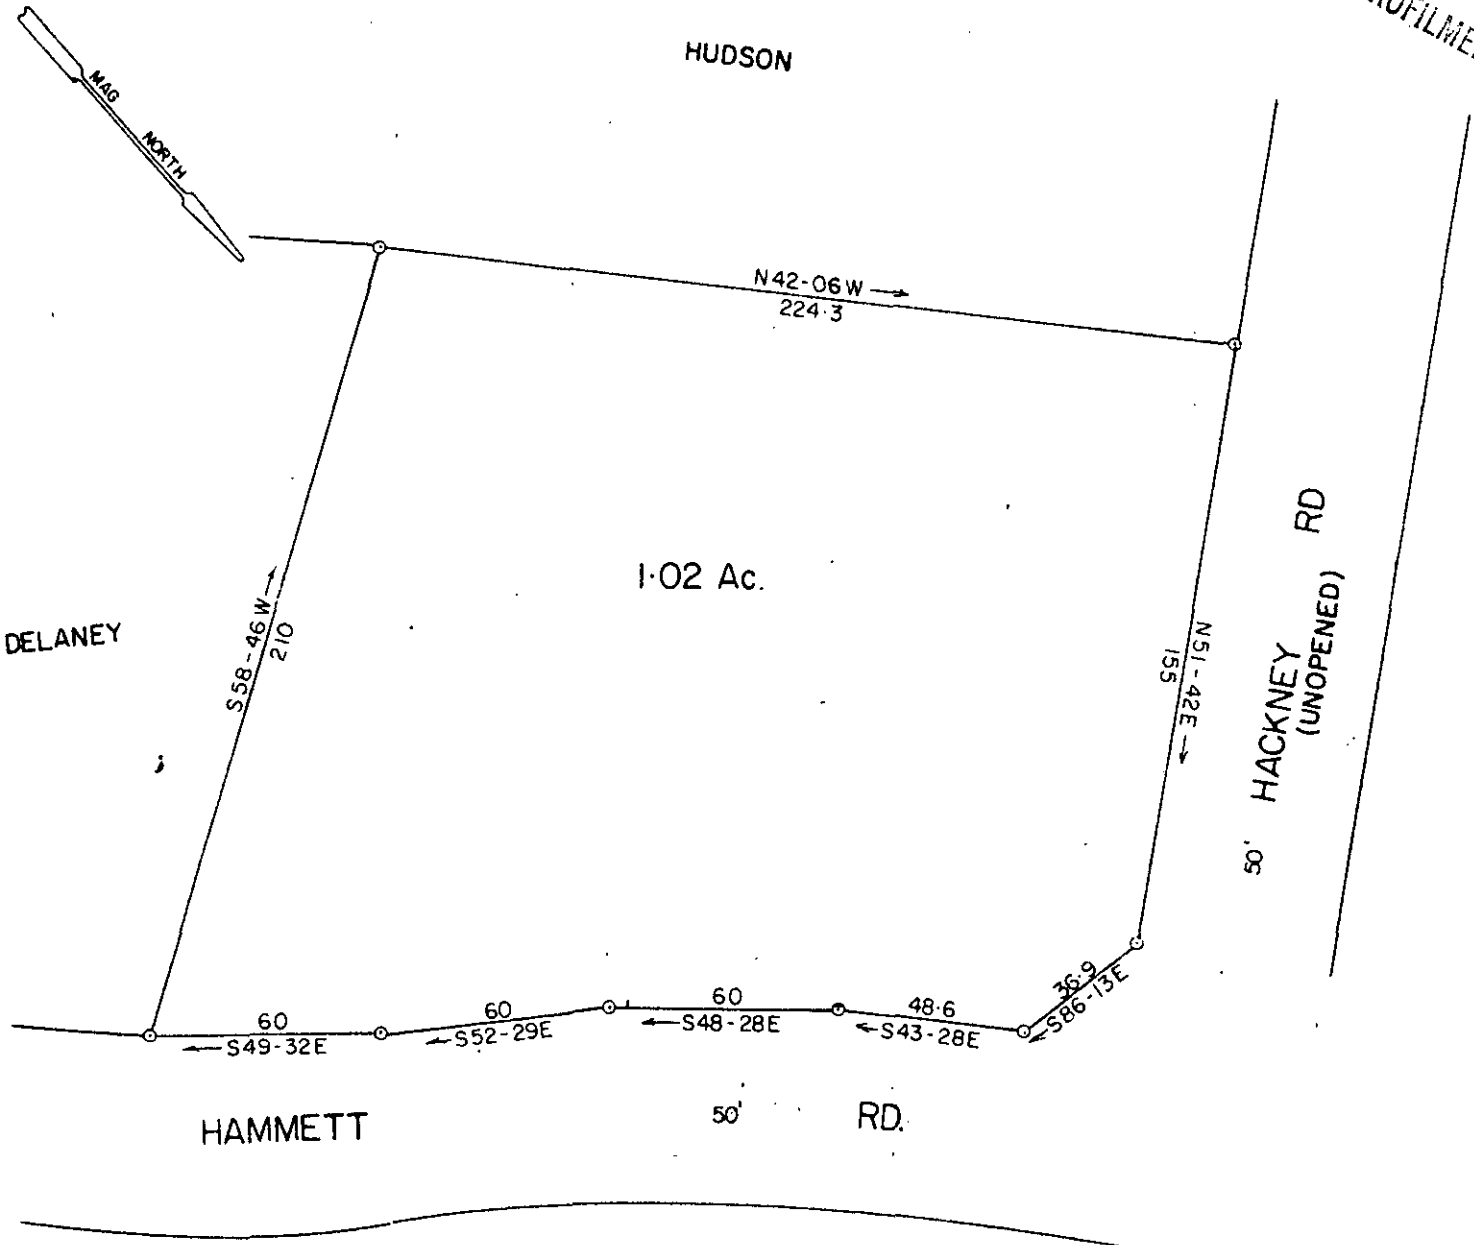 HUDSON
MAG NORTH
N42-06W
224.3
1.02 Ac.
DELANEY
S58-46W
210
N51-42E
155
50' HACKNEY RD
(UNOPENED)
36.9
S86-13E
48.6
S43-28E
60
S48-28E
60
S52-29E
60
S49-32E
HAMMETT 50' RD.